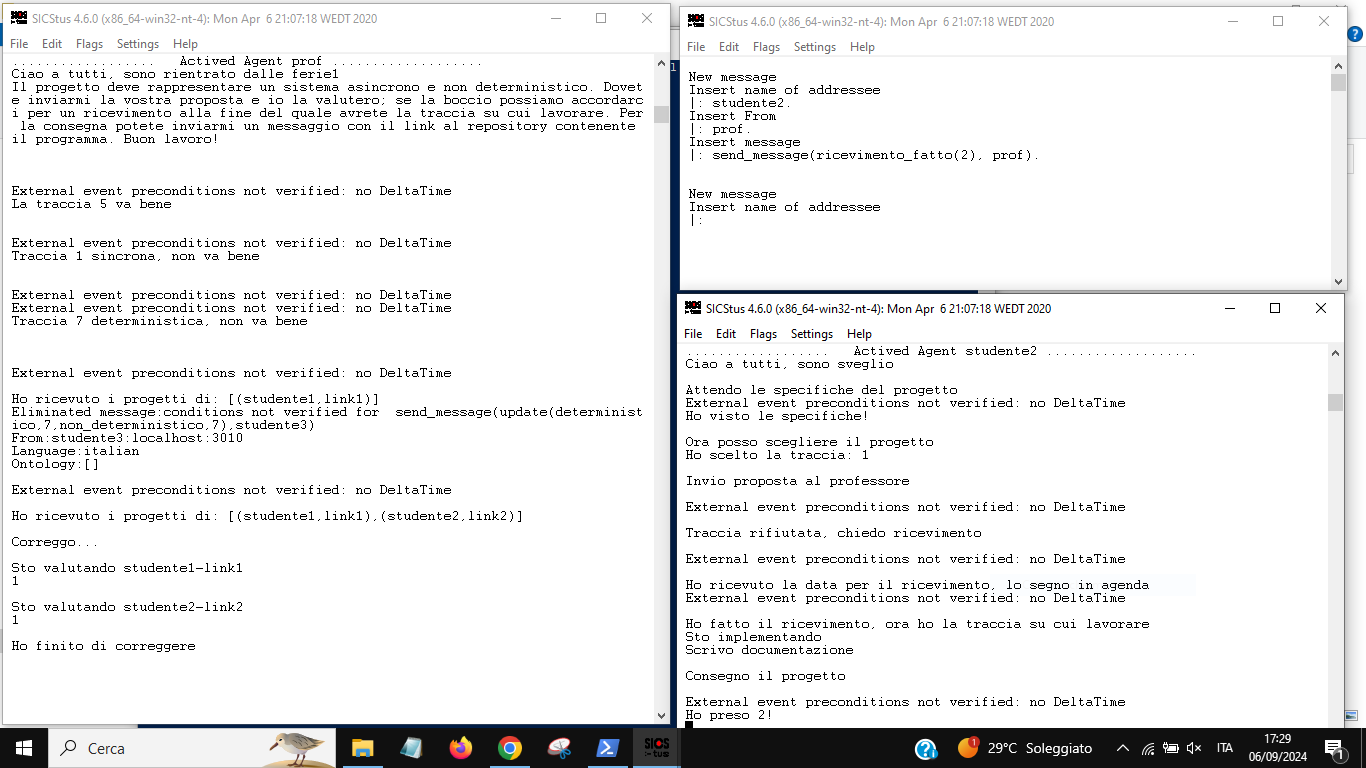 SICStus 4.6.0 (x86_64-win32-nt-4): Mon Apr  6 21:07:18 WEDT 2020
File Edit Flags Settings Help
.................. Actived Agent prof ...................
Ciao a tutti, sono rientrato dalle ferie1
Il progetto deve rappresentare un sistema asincrono e non deterministico. Dovet
e inviarmi la vostra proposta e io la valutero; se la boccio possiamo accordarc
i per un ricevimento alla fine del quale avrete la traccia su cui lavorare. Per
 la consegna potete inviarmi un messaggio con il link al repository contenente
il programma. Buon lavoro!
External event preconditions not verified: no DeltaTime
La traccia 5 va bene
External event preconditions not verified: no DeltaTime
Traccia 1 sincrona, non va bene
External event preconditions not verified: no DeltaTime
External event preconditions not verified: no DeltaTime
Traccia 7 deterministica, non va bene
External event preconditions not verified: no DeltaTime
Ho ricevuto i progetti di: [(studente1,link1)]
Eliminated message:conditions not verified for  send_message(update(determinist
ico,7,non_deterministico,7),studente3)
From:studente3:localhost:3010
Language:italian
Ontology:[]
External event preconditions not verified: no DeltaTime
Ho ricevuto i progetti di: [(studente1,link1),(studente2,link2)]
Correggo...
Sto valutando studente1-link1
1
Sto valutando studente2-link2
1
Ho finito di correggere
SICStus 4.6.0 (x86_64-win32-nt-4): Mon Apr  6 21:07:18 WEDT 2020
File Edit Flags Settings Help
New message
Insert name of addressee
|: studente2.
Insert From
|: prof.
Insert message
|: send_message(ricevimento_fatto(2), prof).
New message
Insert name of addressee
|:
SICStus 4.6.0 (x86_64-win32-nt-4): Mon Apr  6 21:07:18 WEDT 2020
File Edit Flags Settings Help
.................. Actived Agent studente2 ...................
Ciao a tutti, sono sveglio
Attendo le specifiche del progetto
External event preconditions not verified: no DeltaTime
Ho visto le specifiche!
Ora posso scegliere il progetto
Ho scelto la traccia: 1
Invio proposta al professore
External event preconditions not verified: no DeltaTime
Traccia rifiutata, chiedo ricevimento
External event preconditions not verified: no DeltaTime
Ho ricevuto la data per il ricevimento, lo segno in agenda
External event preconditions not verified: no DeltaTime
Ho fatto il ricevimento, ora ho la traccia su cui lavorare
Sto implementando
Scrivo documentazione
Consegno il progetto
External event preconditions not verified: no DeltaTime
Ho preso 2!
Cerca
29°C Soleggiato
ITA
17:29
06/09/2024